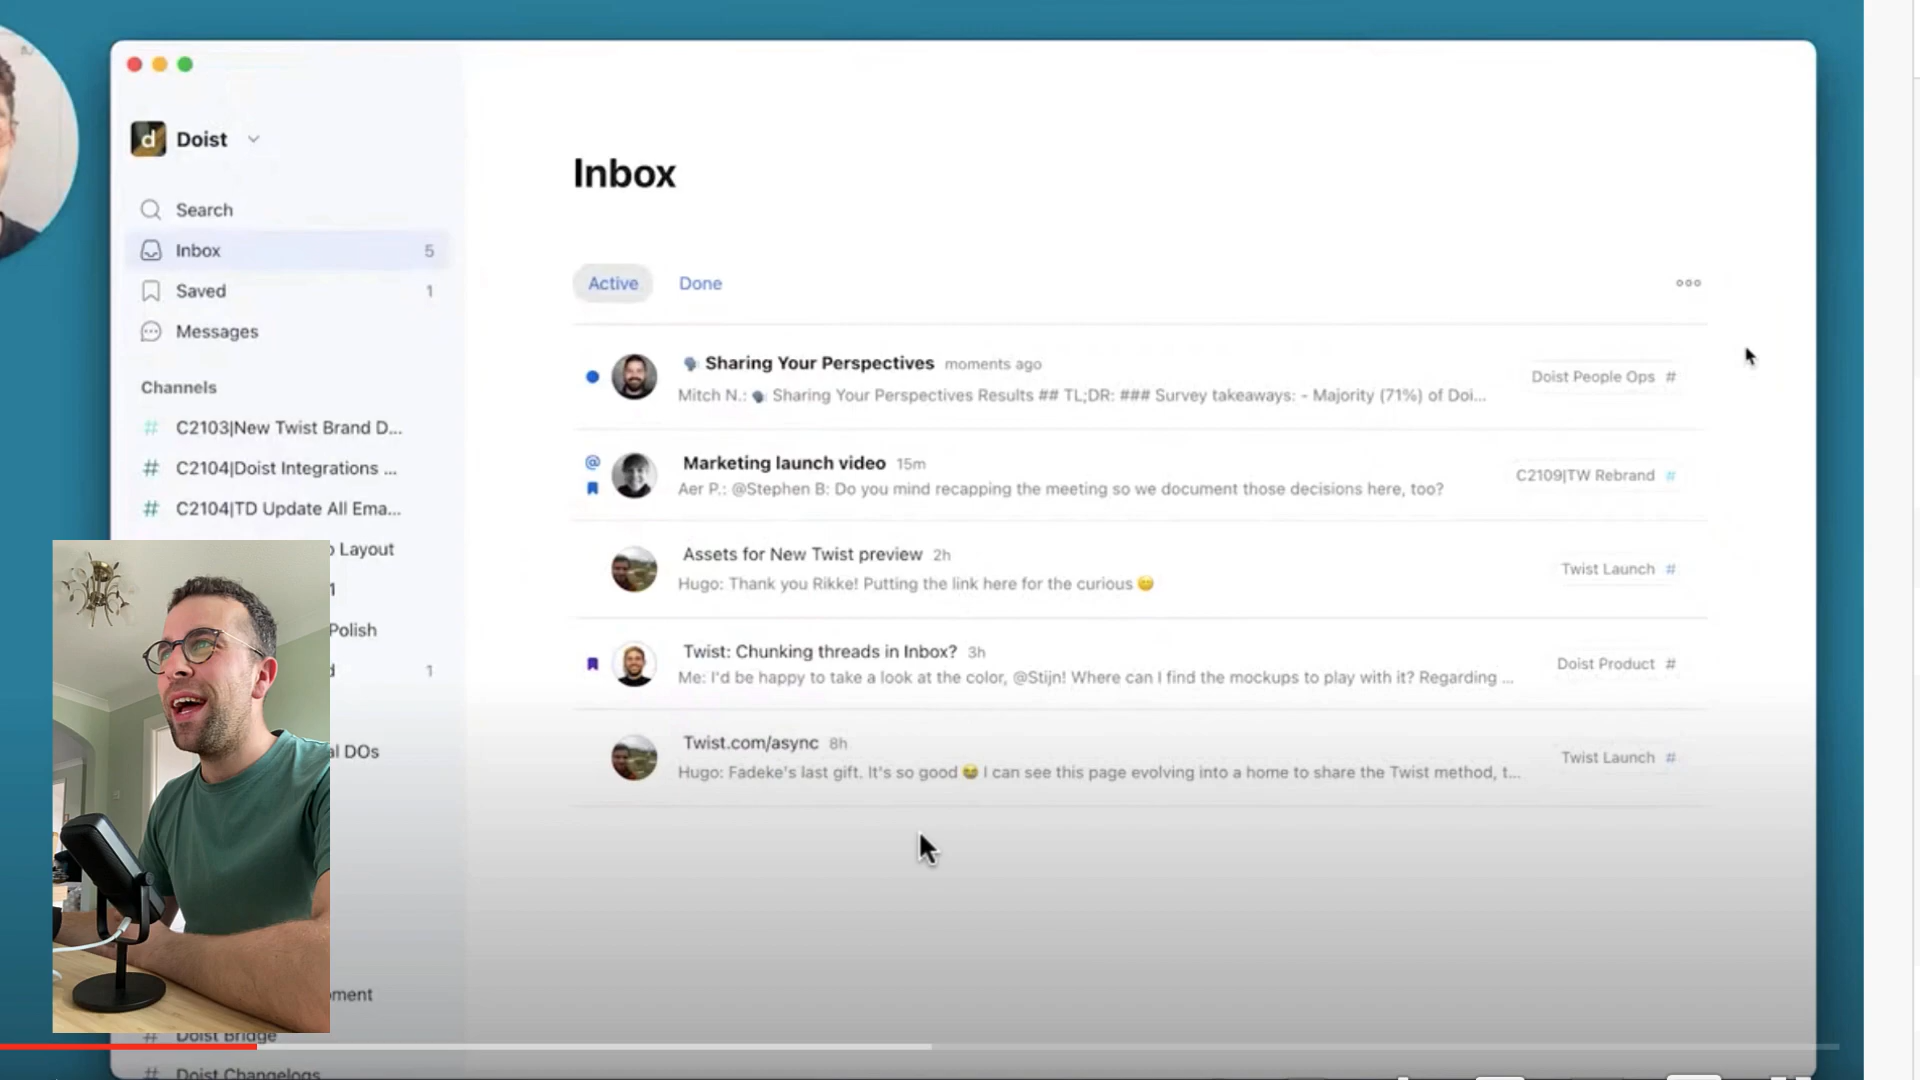 Doist
Search
Inbox 5
Saved 1
Messages
Channels
# C2103|New Twist Brand D...
# C2104|Doist Integrations ...
# C2104|TD Update All Ema...
Layout
Polish
1
DOs
# Doist Bridge
# Doist Changelogs
Inbox
Active Done
Sharing Your Perspectives moments ago
Mitch N.: 🗣 Sharing Your Perspectives Results ## TL;DR: ### Survey takeaways: - Majority (71%) of Doi...
Doist People Ops #
@ Marketing launch video 15m
Aer P.: @Stephen B: Do you mind recapping the meeting so we document those decisions here, too?
C2109|TW Rebrand #
Assets for New Twist preview 2h
Hugo: Thank you Rikke! Putting the link here for the curious 😄
Twist Launch #
Twist: Chunking threads in Inbox? 3h
Me: I'd be happy to take a look at the color, @Stijn! Where can I find the mockups to play with it? Regarding ...
Doist Product #
Twist.com/async 8h
Hugo: Fadeke's last gift. It's so good 😂 I can see this page evolving into a home to share the Twist method, t...
Twist Launch #